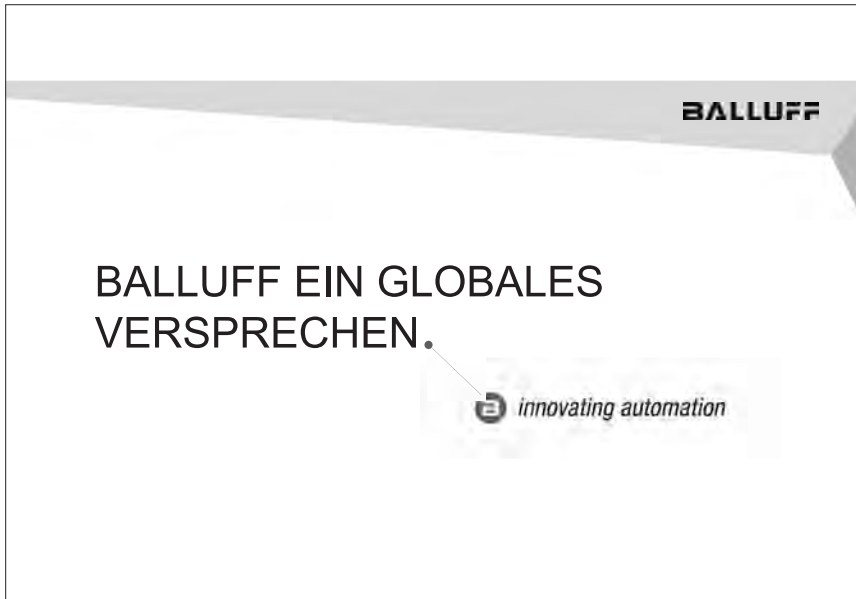 BALLUFF
BALLUFF EIN GLOBALES
VERSPRECHEN.
innovating automation